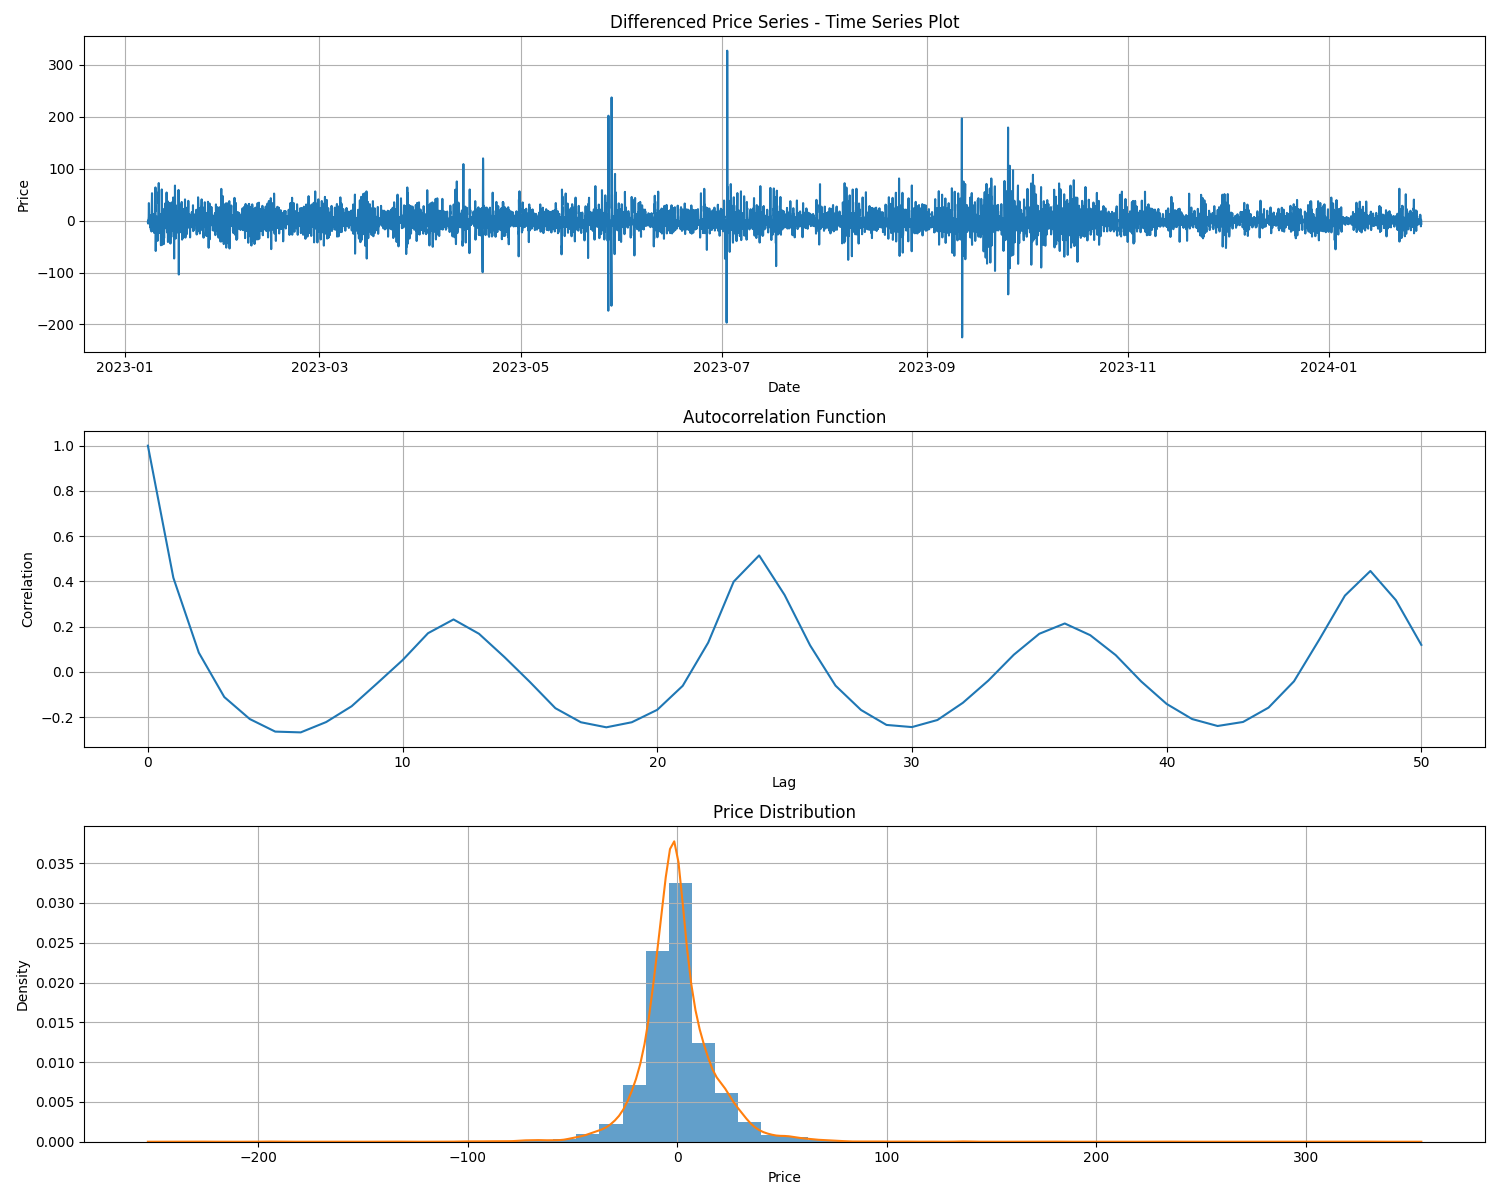 Differenced Price Series - Time Series Plot
300
200
100
0
−100
−200
Price
2023-01 2023-03 2023-05 2023-07 2023-09 2023-11 2024-01
Date
Autocorrelation Function
1.0
0.8
0.6
0.4
0.2
0.0
−0.2
Correlation
0 10 20 30 40 50
Lag
Price Distribution
0.035
0.030
0.025
0.020
0.015
0.010
0.005
0.000
Density
−200 −100 0 100 200 300
Price